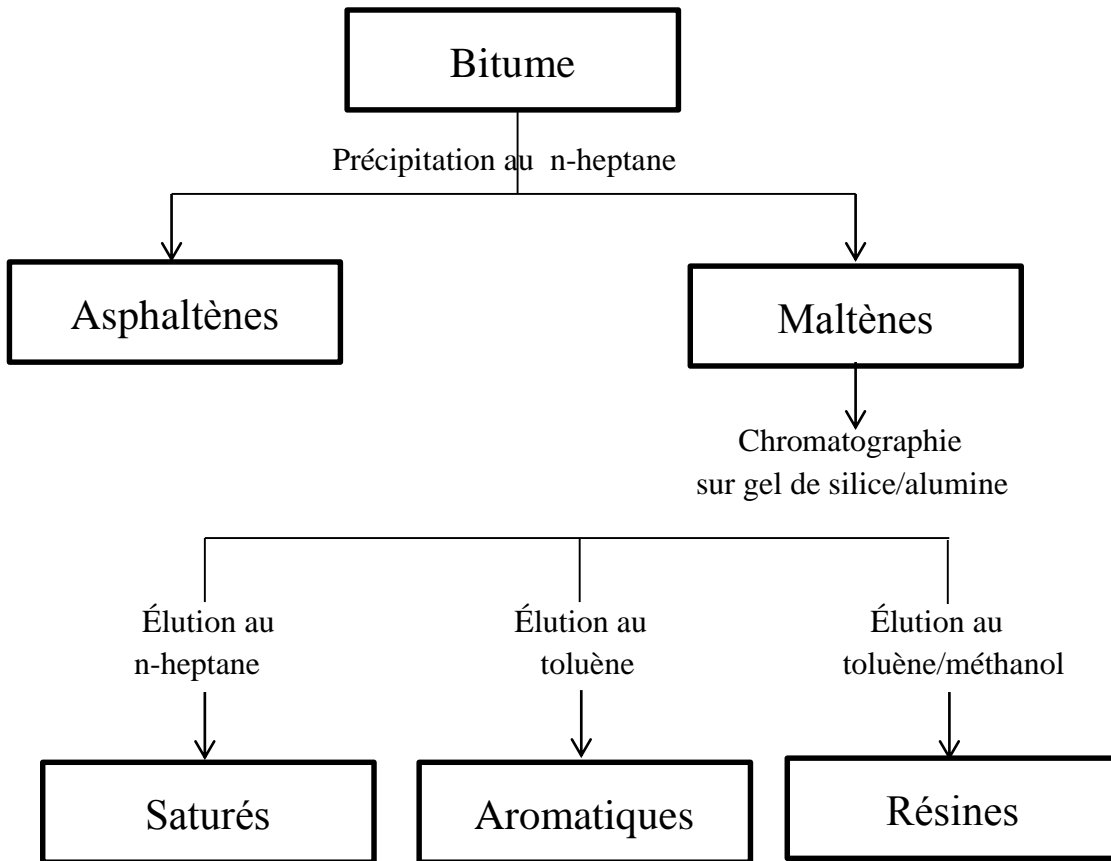 Bitume
Précipitation au  n-heptane
Asphaltènes
Maltènes
Chromatographie
sur gel de silice/alumine
Élution au
n-heptane
Élution au
toluène
Élution au
toluène/méthanol
Saturés
Aromatiques
Résines